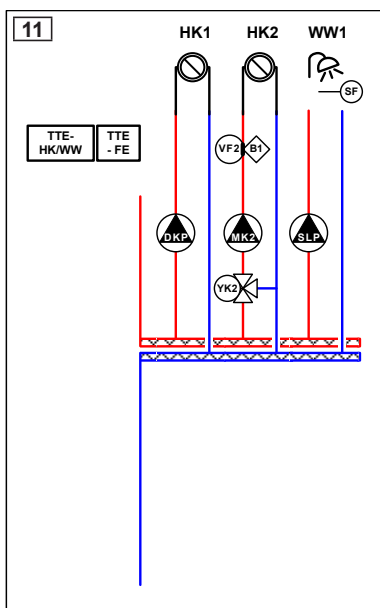 11
HK1 HK2 WW1
SF
TTE-
HK/WW
TTE
- FE
VF2 B1
DKP MK2 SLP
YK2